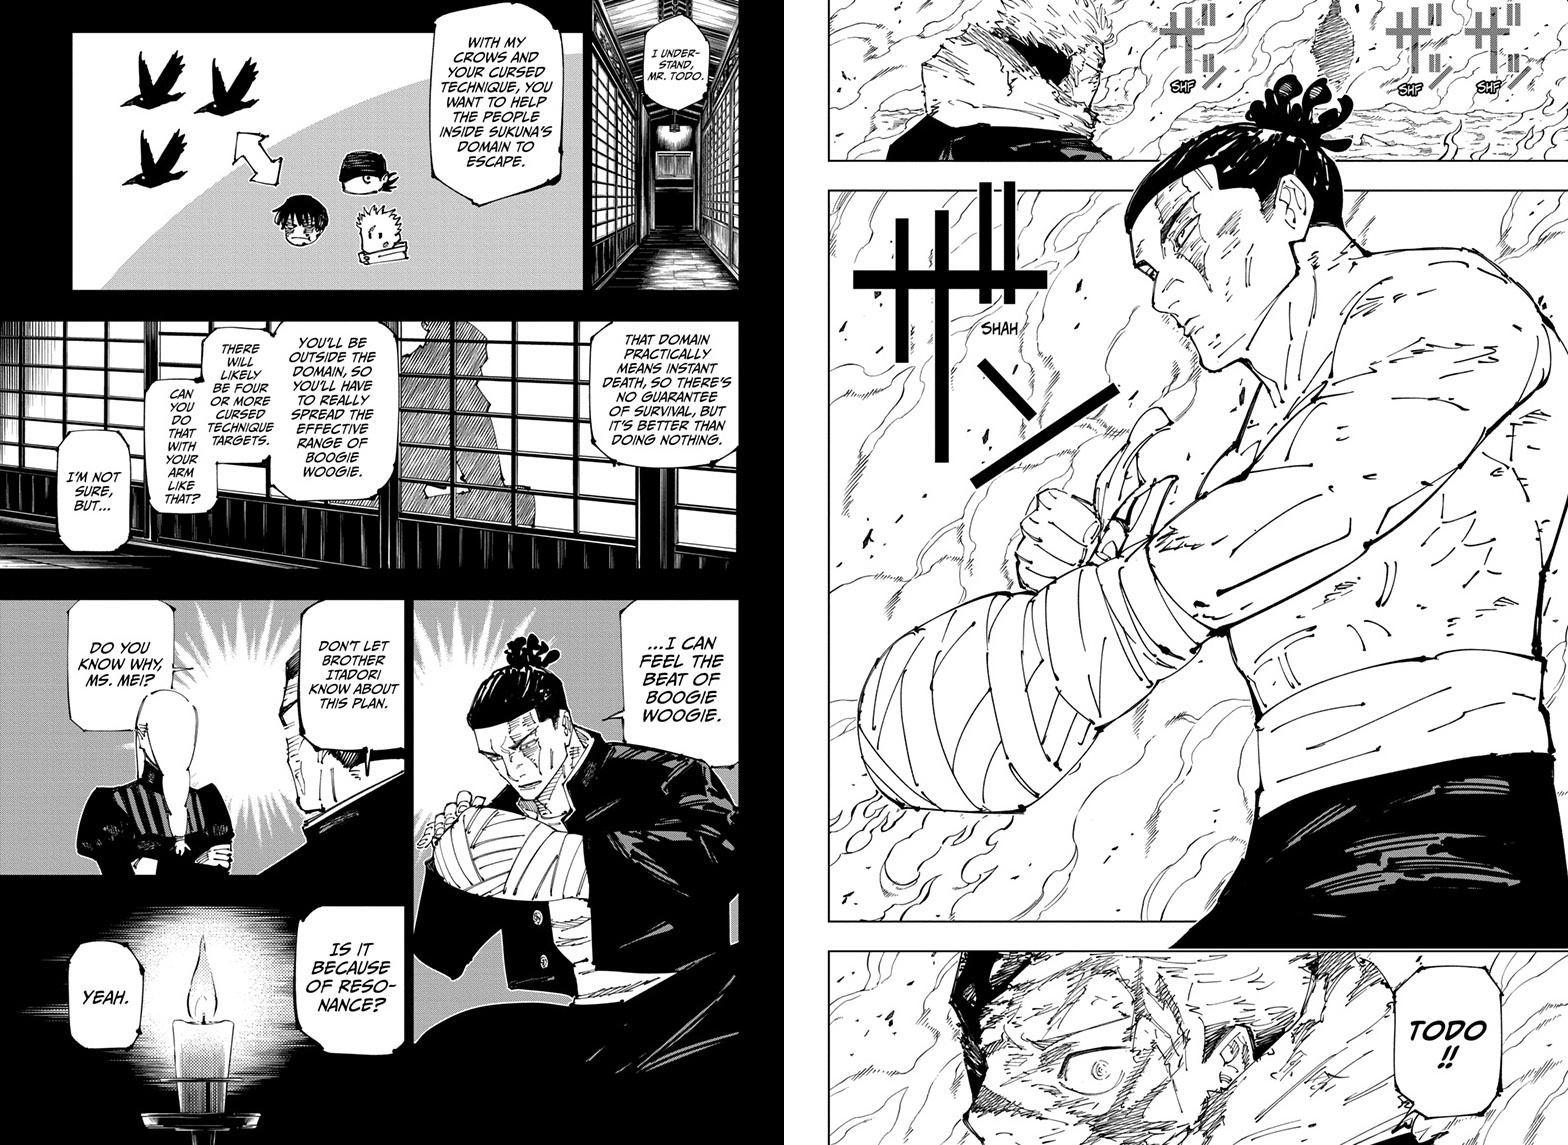 ザッ
SHF
ザッ
SHF
ザッ
SHF
ザッ
SHAH
TODO
!!
I UNDER-
STAND,
MR. TODO.
WITH MY
CROWS AND
YOUR CURSED
TECHNIQUE, YOU
WANT TO HELP
THE PEOPLE
INSIDE SUKUNA'S
DOMAIN TO
ESCAPE.
THAT DOMAIN
PRACTICALLY
MEANS INSTANT
DEATH, SO THERE'S
NO GUARANTEE
OF SURVIVAL, BUT
IT'S BETTER THAN
DOING NOTHING.
YOU'LL BE
OUTSIDE THE
DOMAIN, SO
YOU'LL HAVE
TO REALLY
SPREAD THE
EFFECTIVE
RANGE OF
BOOGIE
WOOGIE.
THERE
WILL
LIKELY
BE FOUR
OR MORE
CURSED
TECHNIQUE
TARGETS.
CAN
YOU
DO
THAT
WITH
YOUR
ARM
LIKE
THAT?
I'M NOT
SURE,
BUT...
...I CAN
FEEL THE
BEAT OF
BOOGIE
WOOGIE.
DON'T LET
BROTHER
ITADORI
KNOW ABOUT
THIS PLAN.
DO YOU
KNOW WHY,
MS. MEI?
IS IT
BECAUSE
OF RESO-
NANCE?
YEAH.